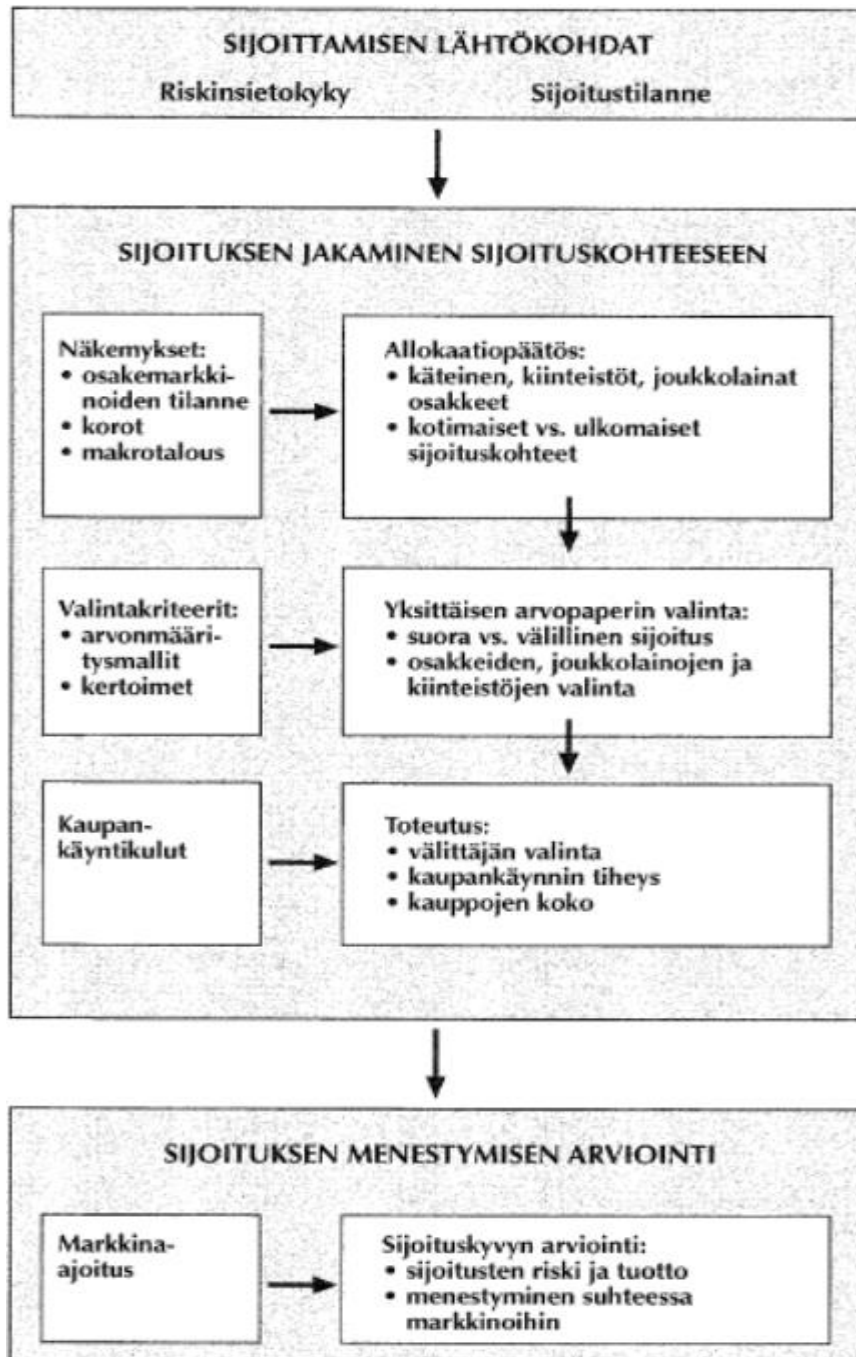 SIJOITTAMISEN LÄHTÖKOHDAT
Riskinsietokyky Sijoitustilanne
SIJOITUKSEN JAKAMINEN SIJOITUSKOHTEESEEN
Näkemykset:
• osakemarkki-
noiden tilanne
• korot
• makrotalous
Allokaatiopäätös:
• käteinen, kiinteistöt, joukkolainat
osakkeet
• kotimaiset vs. ulkomaiset
sijoituskohteet
Valintakriteerit:
• arvonmääri-
tysmallit
• kertoimet
Yksittäisen arvopaperin valinta:
• suora vs. välillinen sijoitus
• osakkeiden, joukkolainojen ja
kiinteistöjen valinta
Kaupan-
käyntikulut
Toteutus:
• välittäjän valinta
• kaupankäynnin tiheys
• kauppojen koko
SIJOITUKSEN MENESTYMISEN ARVIOINTI
Markkina-
ajoitus
Sijoituskyvyn arviointi:
• sijoitusten riski ja tuotto
• menestyminen suhteessa
markkinoihin